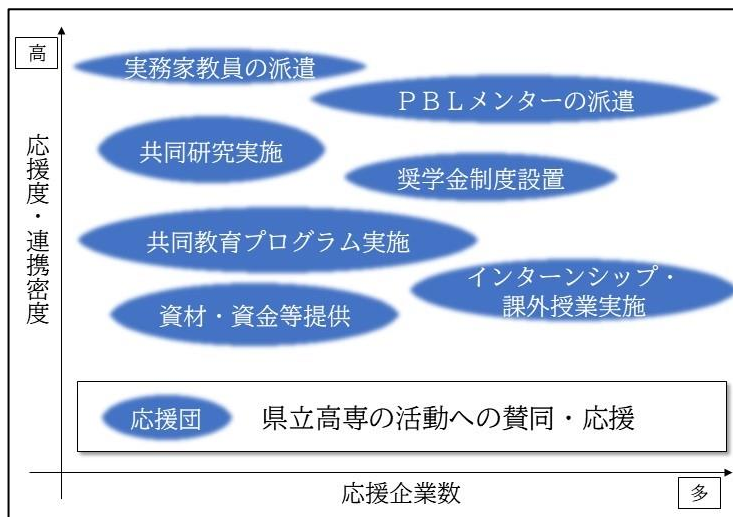 高
応援度・連携密度
実務家教員の派遣
ＰＢＬメンターの派遣
共同研究実施
奨学金制度設置
共同教育プログラム実施
インターンシップ・
課外授業実施
資材・資金等提供
応援団
県立高専の活動への賛同・応援
応援企業数
多